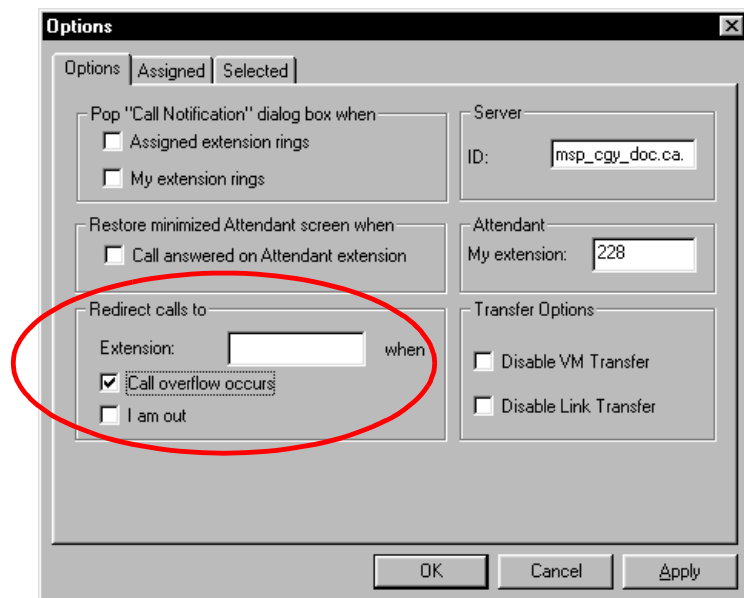 Options
Options Assigned Selected
Pop "Call Notification" dialog box when
Assigned extension rings
My extension rings
Server
ID: msp_cgy_doc.ca.
Restore minimized Attendant screen when
Call answered on Attendant extension
Attendant
My extension: 228
Redirect calls to
Extension: when
Call overflow occurs
I am out
Transfer Options
Disable VM Transfer
Disable Link Transfer
OK Cancel Apply